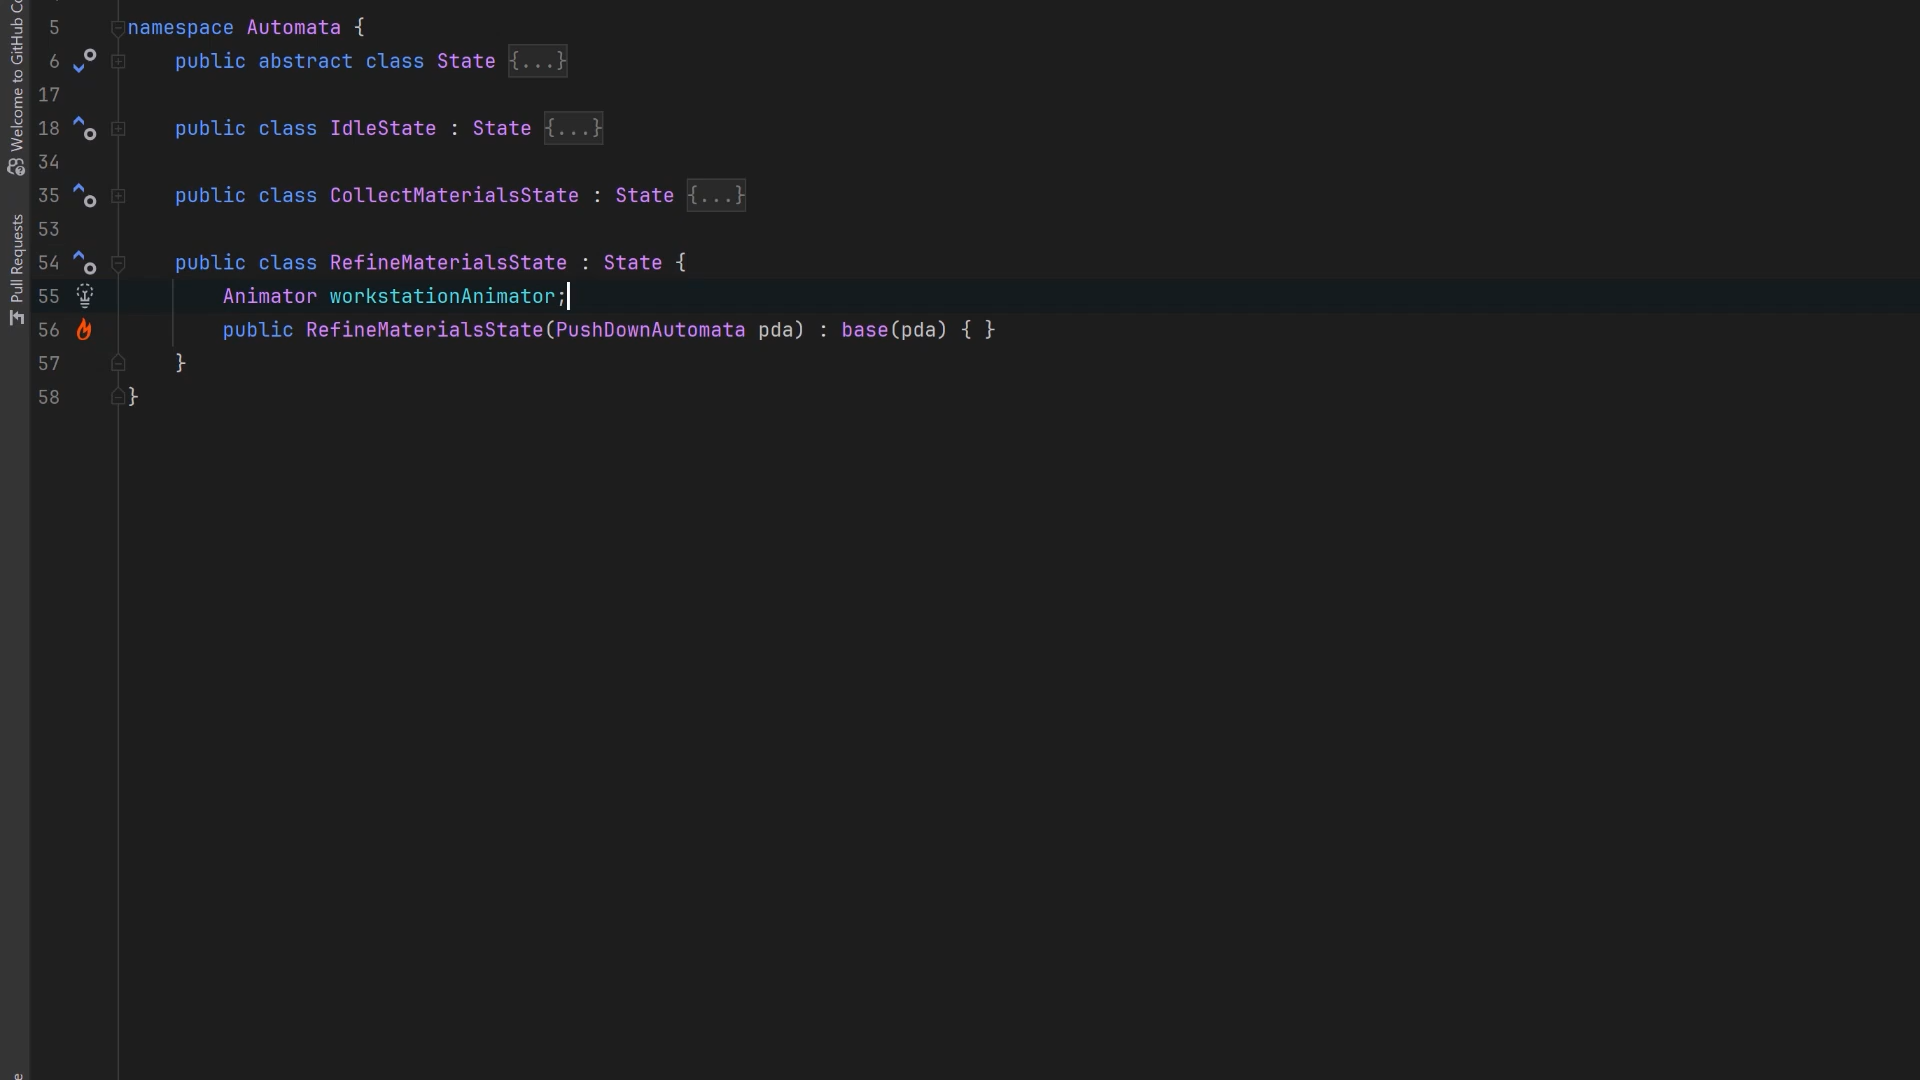 5 namespace Automata {
6 public abstract class State {...}
17
18 public class IdleState : State {...}
34
35 public class CollectMaterialsState : State {...}
53
54 public class RefineMaterialsState : State {
55 Animator workstationAnimator;
56 public RefineMaterialsState(PushDownAutomata pda) : base(pda) { }
57 }
58 }
Welcome to GitHub Co
Pull Requests